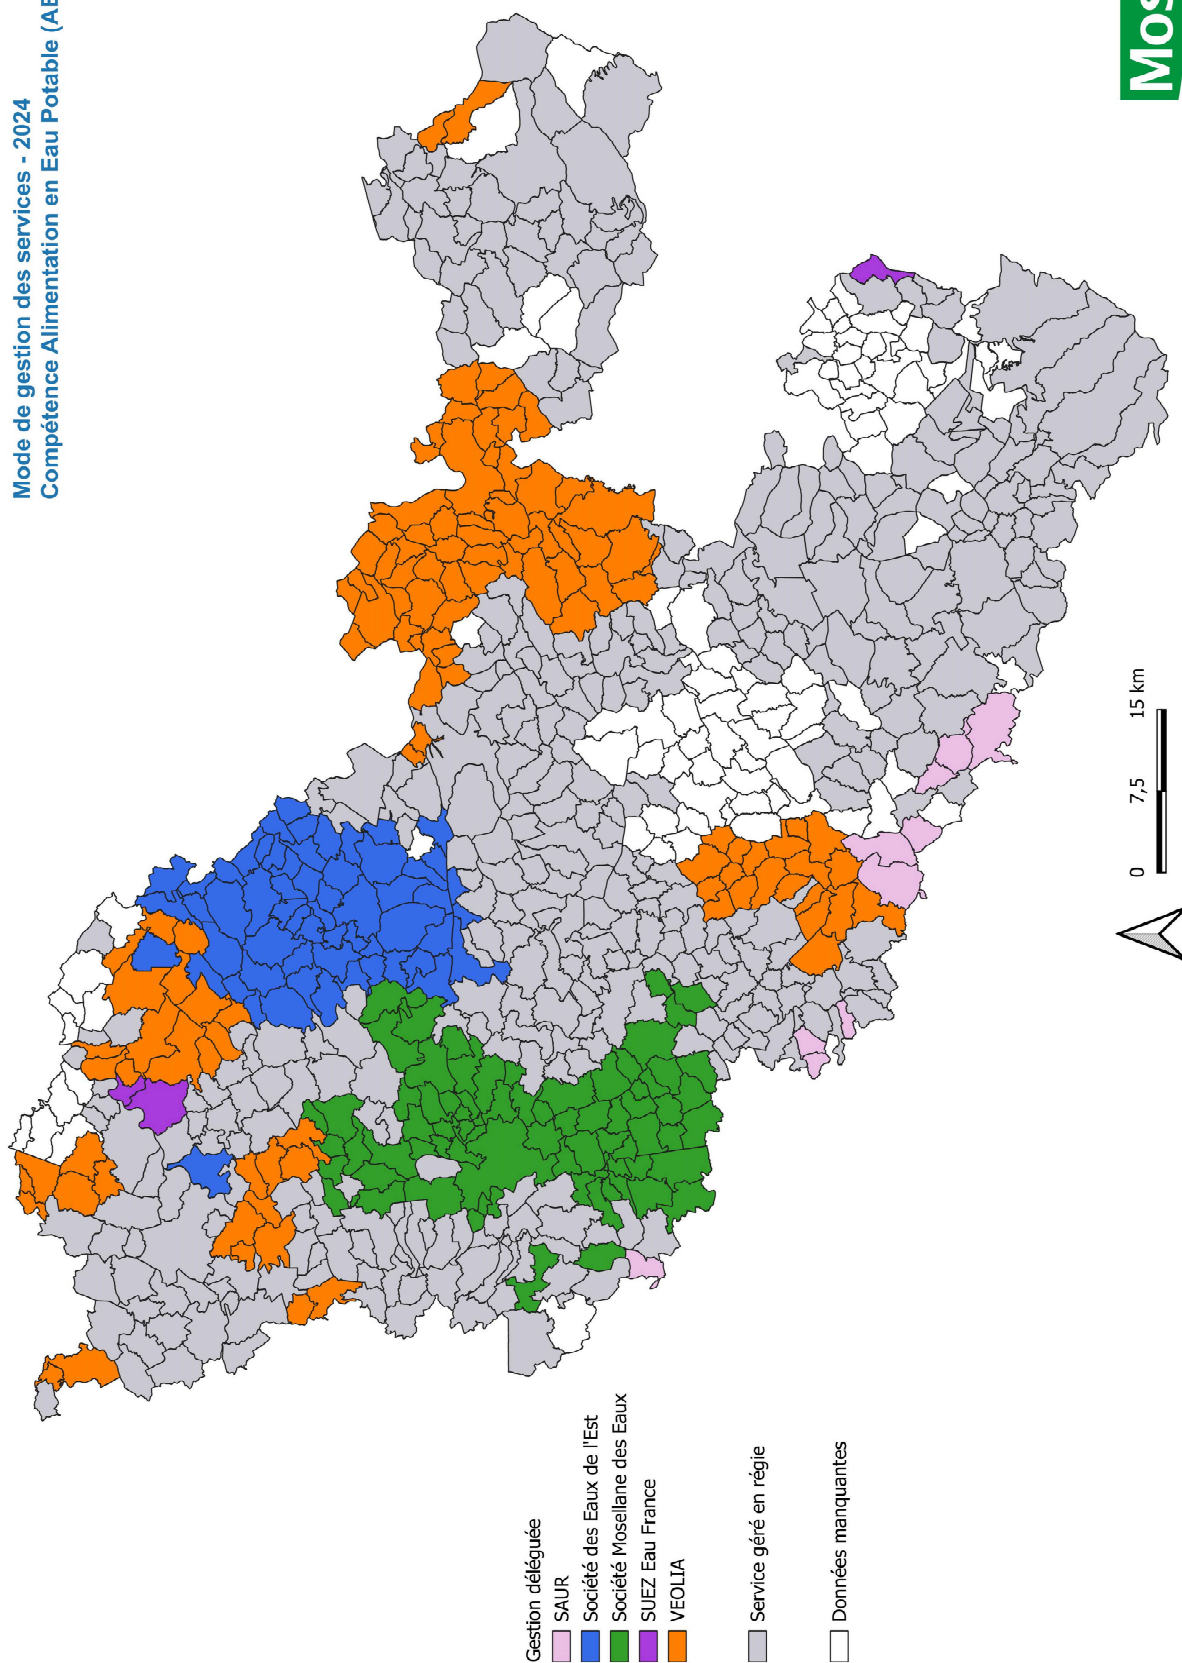 Mode de gestion des services - 2024
Compétence Alimentation en Eau Potable
Gestion déléguée
SAUR
Société des Eaux de l'Est
Société Mosellane des Eaux
SUEZ Eau France
VEOLIA
Service géré en régie
Données manquantes
0 7,5 15 km